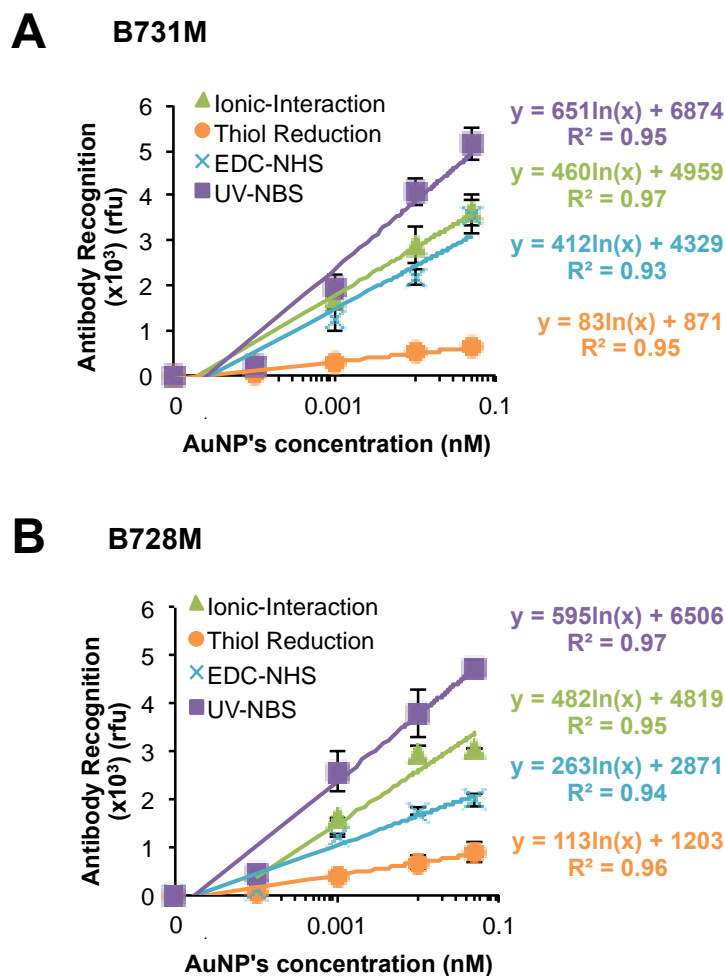 A
B731M
Ionic-Interaction
Thiol Reduction
EDC-NHS
UV-NBS
6
5
4
3
2
1
0
Antibody Recognition
(x10³) (rfu)
0
0.001
0.1
AuNP's concentration (nM)
y = 651ln(x) + 6874
R² = 0.95
y = 460ln(x) + 4959
R² = 0.97
y = 412ln(x) + 4329
R² = 0.93
y = 83ln(x) + 871
R² = 0.95
B
B728M
Ionic-Interaction
Thiol Reduction
EDC-NHS
UV-NBS
6
5
4
3
2
1
0
Antibody Recognition
(x10³) (rfu)
0
0.001
0.1
AuNP's concentration (nM)
y = 595ln(x) + 6506
R² = 0.97
y = 482ln(x) + 4819
R² = 0.95
y = 263ln(x) + 2871
R² = 0.94
y = 113ln(x) + 1203
R² = 0.96